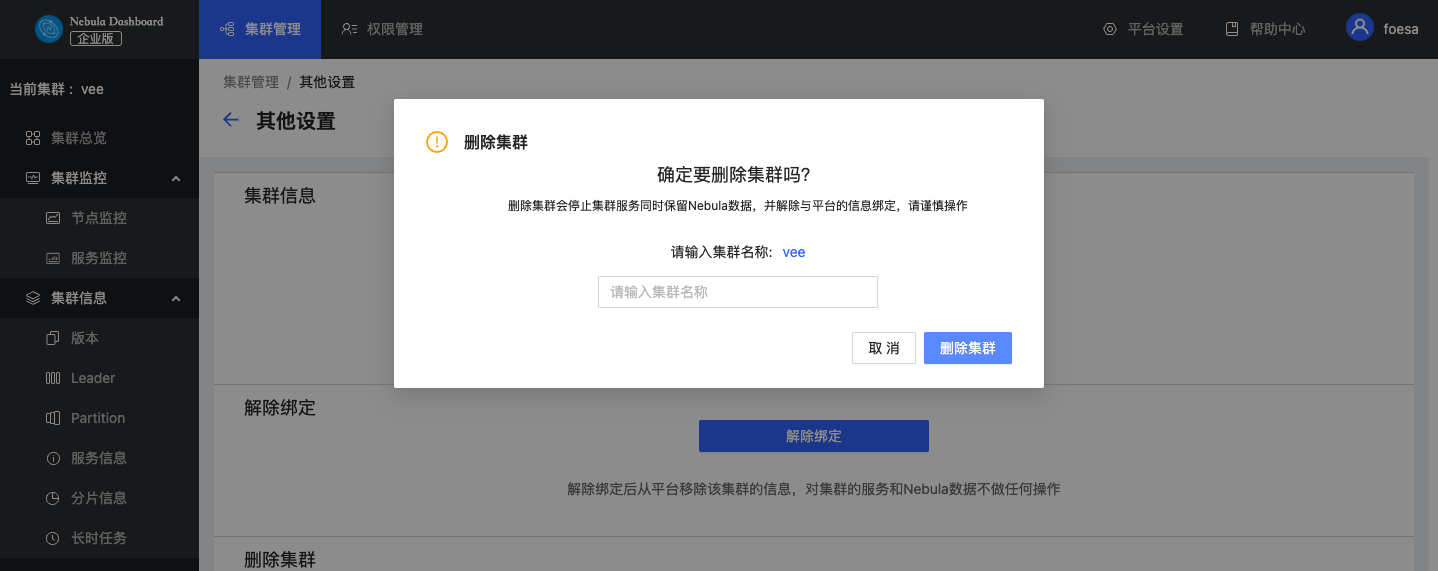 Nebula Dashboard
企业版
集群管理
权限管理
平台设置
帮助中心
foesa
当前集群： vee
集群总览
集群监控
节点监控
服务监控
集群信息
版本
Leader
Partition
服务信息
分片信息
长时任务
集群管理 / 其他设置
其他设置
集群信息
删除集群
确定要删除集群吗?
删除集群会停止集群服务同时保留Nebula数据，并解除与平台的信息绑定，请谨慎操作
请输入集群名称: vee
请输入集群名称
取 消
删除集群
解除绑定
解除绑定
解除绑定后从平台移除该集群的信息，对集群的服务和Nebula数据不做任何操作
删除集群